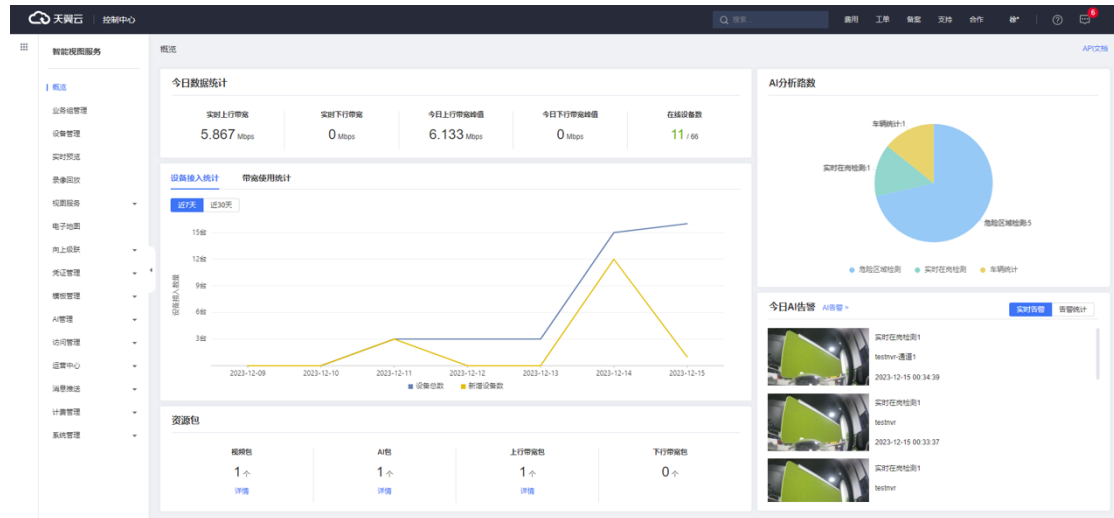 天翼云 控制中心 搜索... 费用 工单 备案 支持 合作 6
智能视图服务
概览
业务组管理
设备管理
实时预览
录像回放
视图服务
电子地图
向上级联
凭证管理
模板管理
AI管理
访问管理
运营中心
消息推送
计费管理
系统管理
概览 API文档
今日数据统计
实时上行带宽 实时下行带宽 今日上行带宽峰值 今日下行带宽峰值 在线设备数
5.867 Mbps 0 Mbps 6.133 Mbps 0 Mbps 11 / 66
设备接入统计 带宽使用统计
近7天 近30天
设备接入数量
15台
12台
9台
6台
3台
2023-12-09 2023-12-10 2023-12-11 2023-12-12 2023-12-13 2023-12-14 2023-12-15
设备总数 新增设备数
资源包
视频包 AI包 上行带宽包 下行带宽包
1 个 1 个 1 个 0 个
详情 详情 详情
AI分析路数
车辆统计:1
实时在岗检测:1
危险区域检测:5
危险区域检测 实时在岗检测 车辆统计
今日AI告警 AI告警 > 实时告警 告警统计
实时在岗检测1
testnvr-通道1
2023-12-15 00:34:39
实时在岗检测1
testnvr
2023-12-15 00:33:37
实时在岗检测1
testnvr